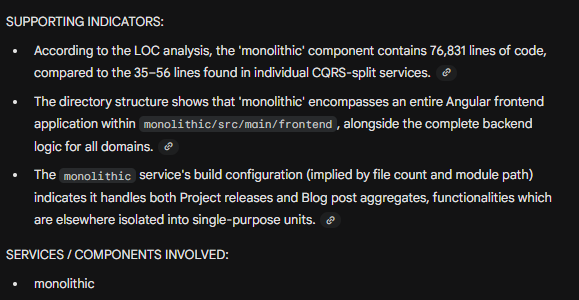 SUPPORTING INDICATORS:
• According to the LOC analysis, the 'monolithic' component contains 76,831 lines of code,
compared to the 35–56 lines found in individual CQRS-split services.
• The directory structure shows that 'monolithic' encompasses an entire Angular frontend
application within monolithic/src/main/frontend, alongside the complete backend
logic for all domains.
• The monolithic service's build configuration (implied by file count and module path)
indicates it handles both Project releases and Blog post aggregates, functionalities which
are elsewhere isolated into single-purpose units.
SERVICES / COMPONENTS INVOLVED:
• monolithic